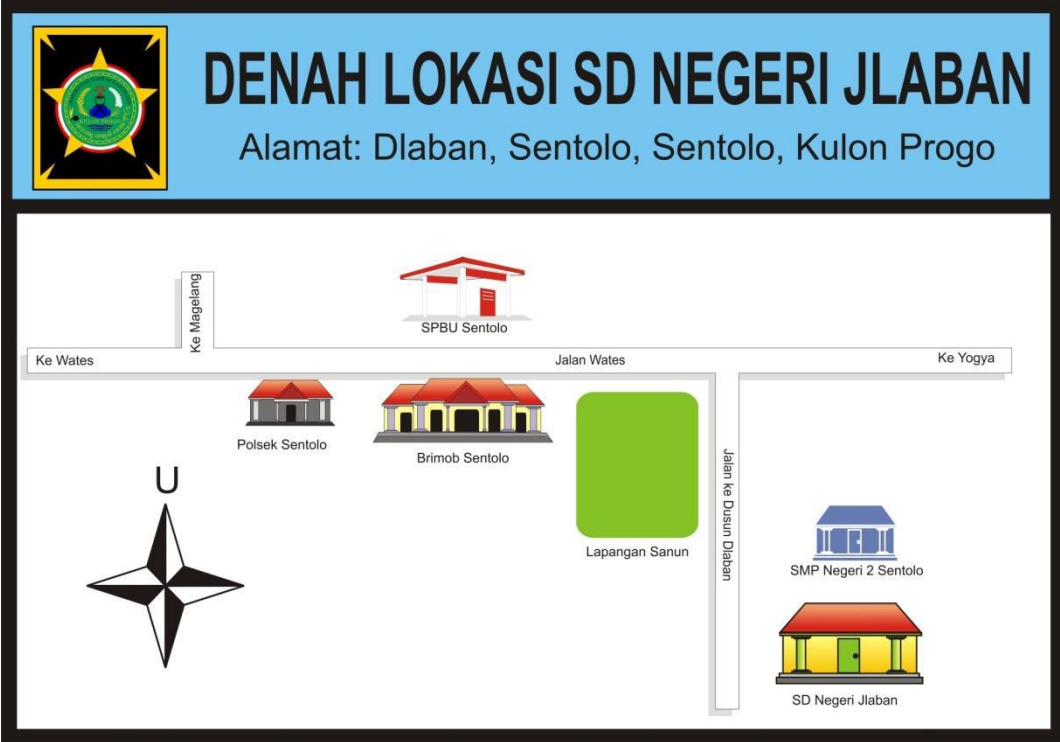 DENAH LOKASI SD NEGERI JLABAN
Alamat: Dlaban, Sentolo, Sentolo, Kulon Progo
KULON PROGO
Ke Magelang
SPBU Sentolo
Ke Wates
Jalan Wates
Ke Yogya
Polsek Sentolo
Brimob Sentolo
U
Jalan ke Dusun Dlaban
Lapangan Sanun
SMP Negeri 2 Sentolo
SD Negeri Jlaban